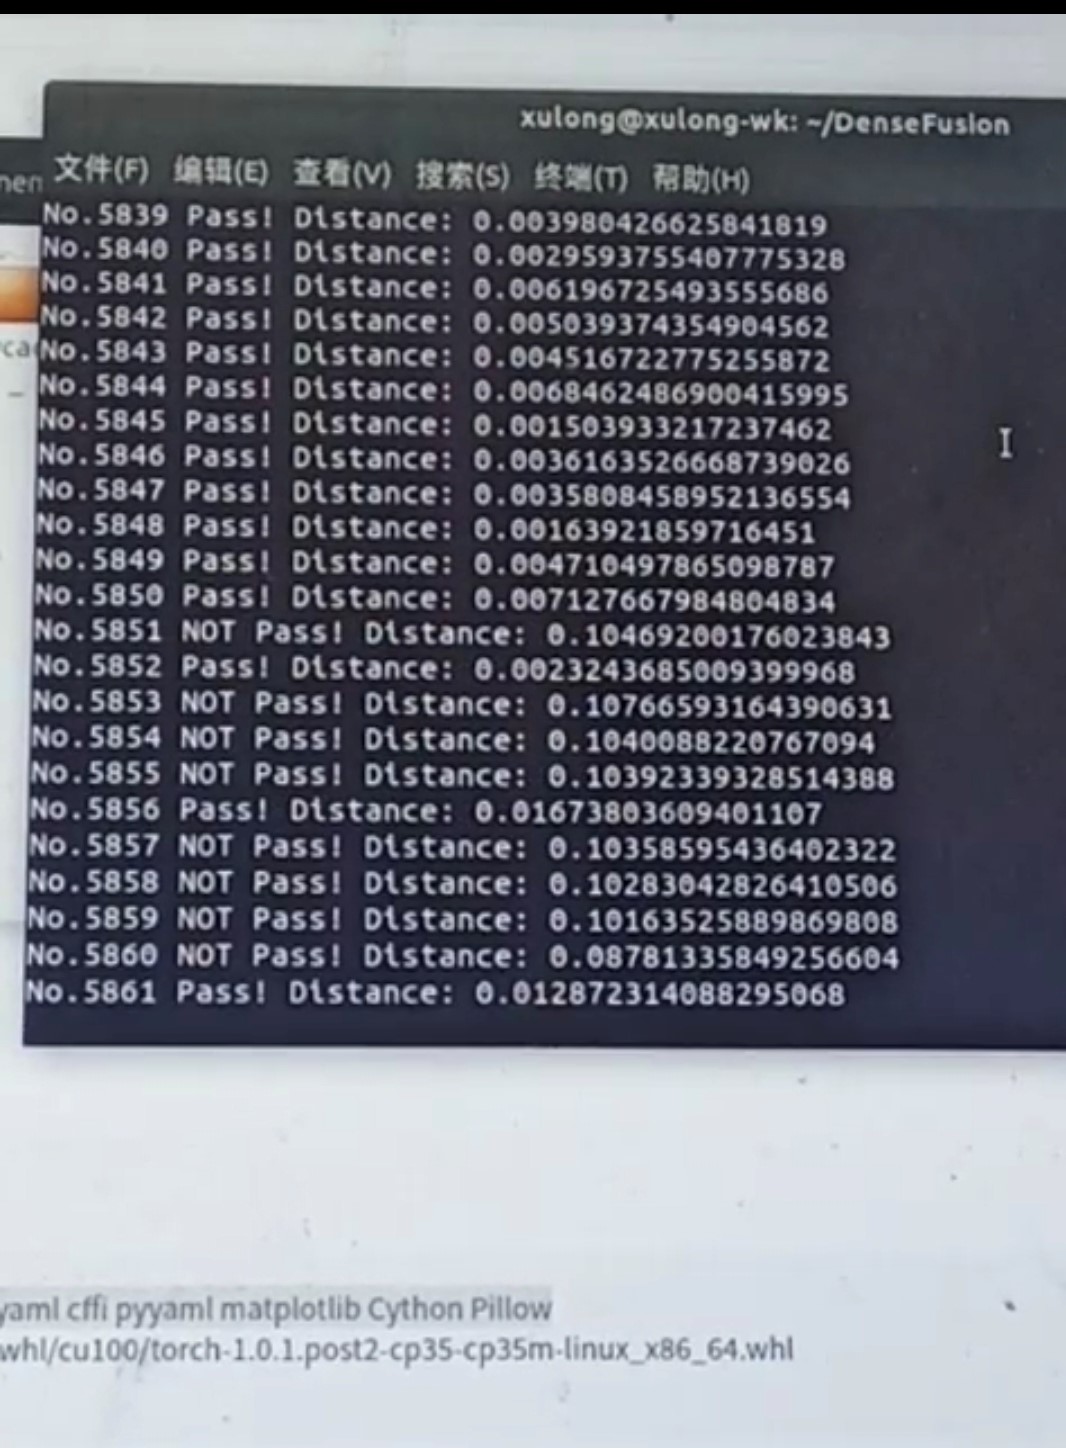 xulong@xulong-wk: ~/DenseFusion
文件(F) 编辑(E) 查看(V) 搜索(S) 终端(T) 帮助(H)
No.5839 Pass! Distance: 0.003980426625841819
No.5840 Pass! Distance: 0.0029593755407775328
No.5841 Pass! Distance: 0.006196725493555686
No.5842 Pass! Distance: 0.005039374354904562
No.5843 Pass! Distance: 0.004516722775255872
No.5844 Pass! Distance: 0.0068462486900415995
No.5845 Pass! Distance: 0.001503933217237462
No.5846 Pass! Distance: 0.0036163526668739026
No.5847 Pass! Distance: 0.0035808458952136554
No.5848 Pass! Distance: 0.00163921859716451
No.5849 Pass! Distance: 0.004710497865098787
No.5850 Pass! Distance: 0.007127667984804834
No.5851 NOT Pass! Distance: 0.10469200176023843
No.5852 Pass! Distance: 0.0023243685009399968
No.5853 NOT Pass! Distance: 0.10766593164390631
No.5854 NOT Pass! Distance: 0.1040088220767094
No.5855 NOT Pass! Distance: 0.10392339328514388
No.5856 Pass! Distance: 0.01673803609401107
No.5857 NOT Pass! Distance: 0.10358595436402322
No.5858 NOT Pass! Distance: 0.10283042826410506
No.5859 NOT Pass! Distance: 0.10163525889869808
No.5860 NOT Pass! Distance: 0.08781335849256604
No.5861 Pass! Distance: 0.012872314088295068
yaml cffi pyyaml matplotlib Cython Pillow
whl/cu100/torch-1.0.1.post2-cp35-cp35m-linux_x86_64.whl